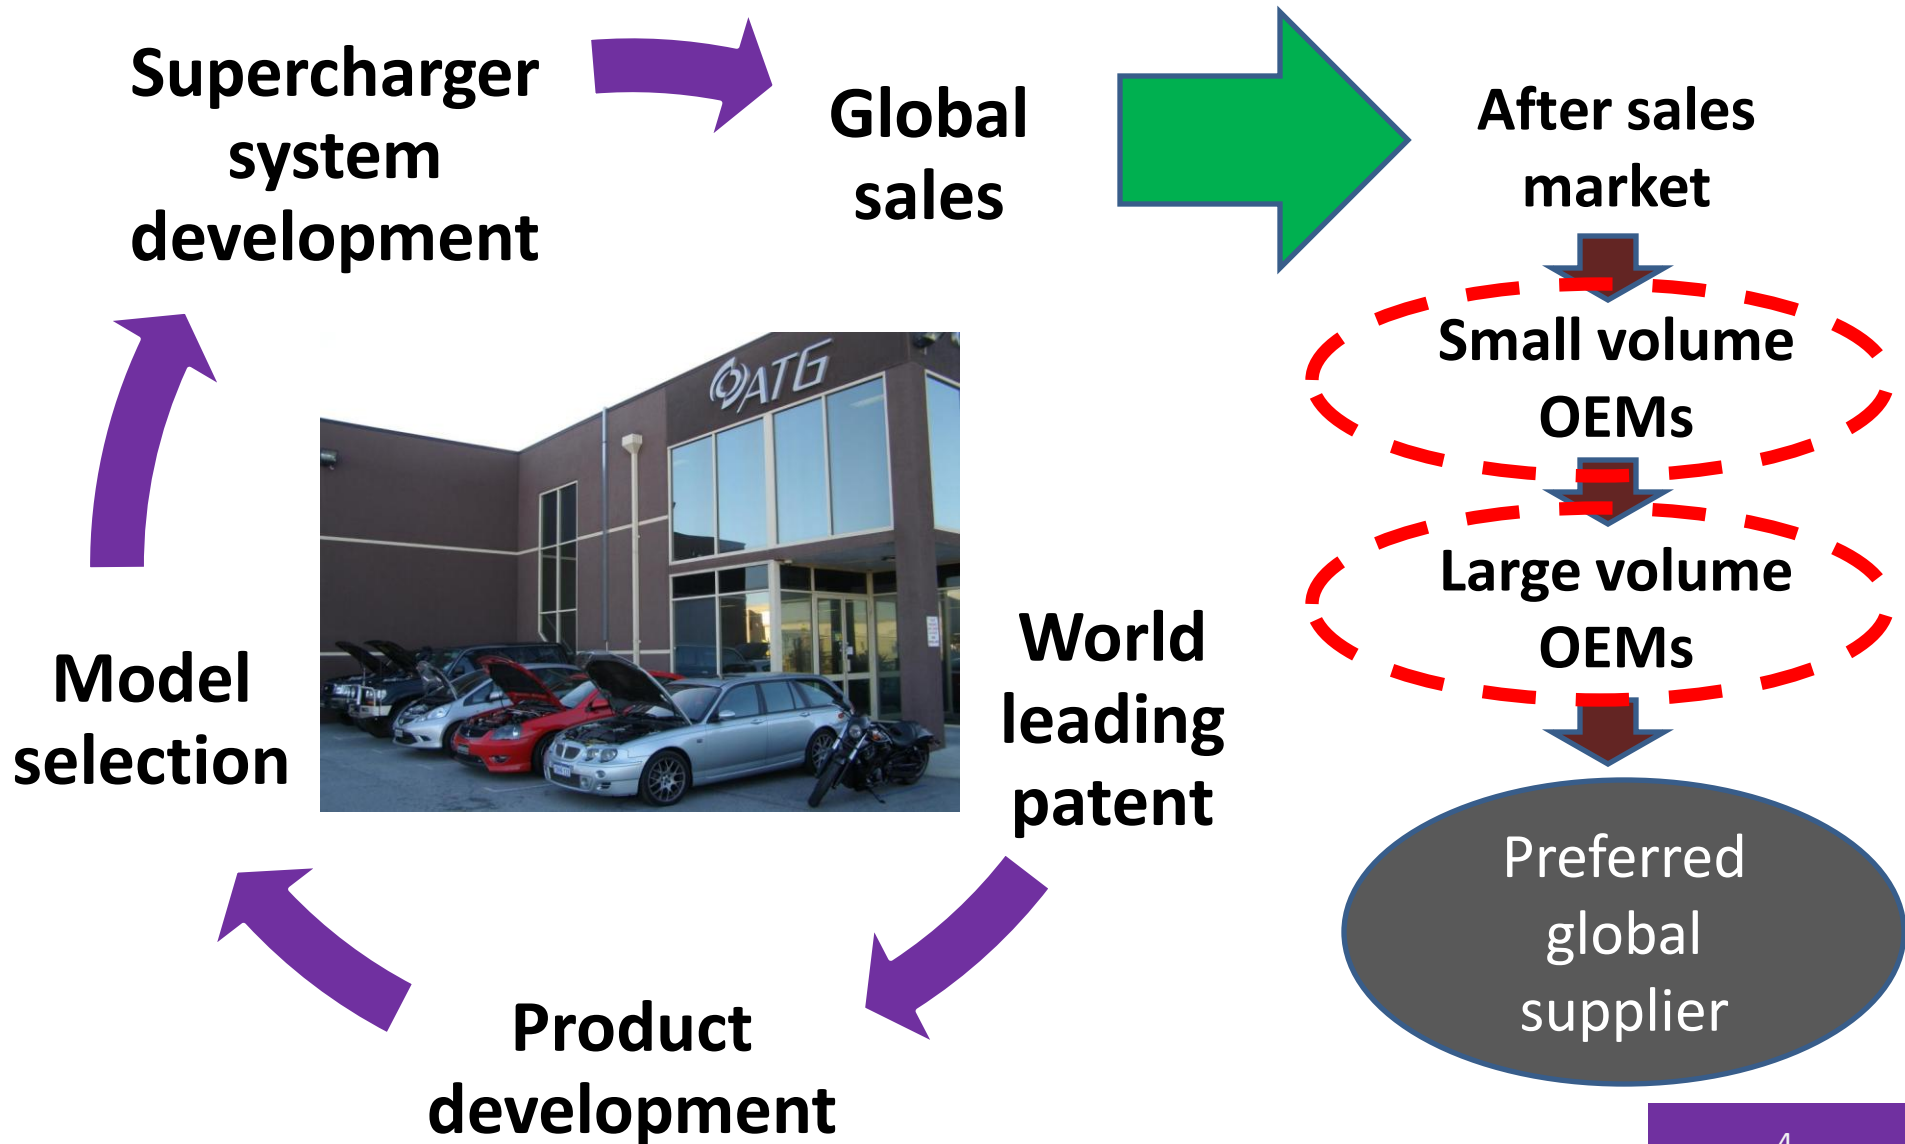 Supercharger
system
development
Global
sales
After sales
market
Small volume
OEMs
Large volume
OEMs
Preferred
global
supplier
ATG
World
leading
patent
Model
selection
Product
development
4